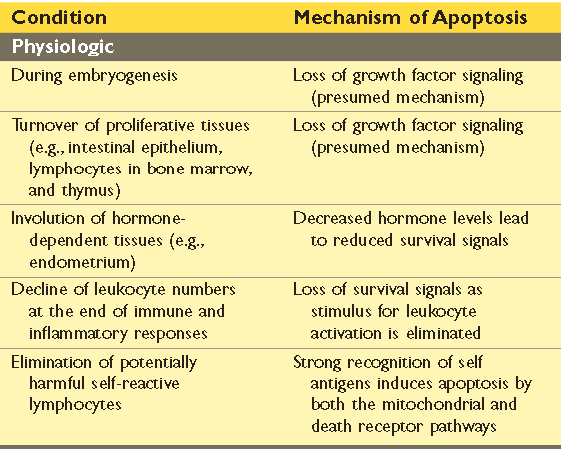 Condition Mechanism of Apoptosis
Physiologic
During embryogenesis Loss of growth factor signaling
(presumed mechanism)
Turnover of proliferative tissues Loss of growth factor signaling
(e.g., intestinal epithelium, (presumed mechanism)
lymphocytes in bone marrow,
and thymus)
Involution of hormone- Decreased hormone levels lead
dependent tissues (e.g., to reduced survival signals
endometrium)
Decline of leukocyte numbers Loss of survival signals as
at the end of immune and stimulus for leukocyte
inflammatory responses activation is eliminated
Elimination of potentially Strong recognition of self
harmful self-reactive antigens induces apoptosis by
lymphocytes both the mitochondrial and
death receptor pathways